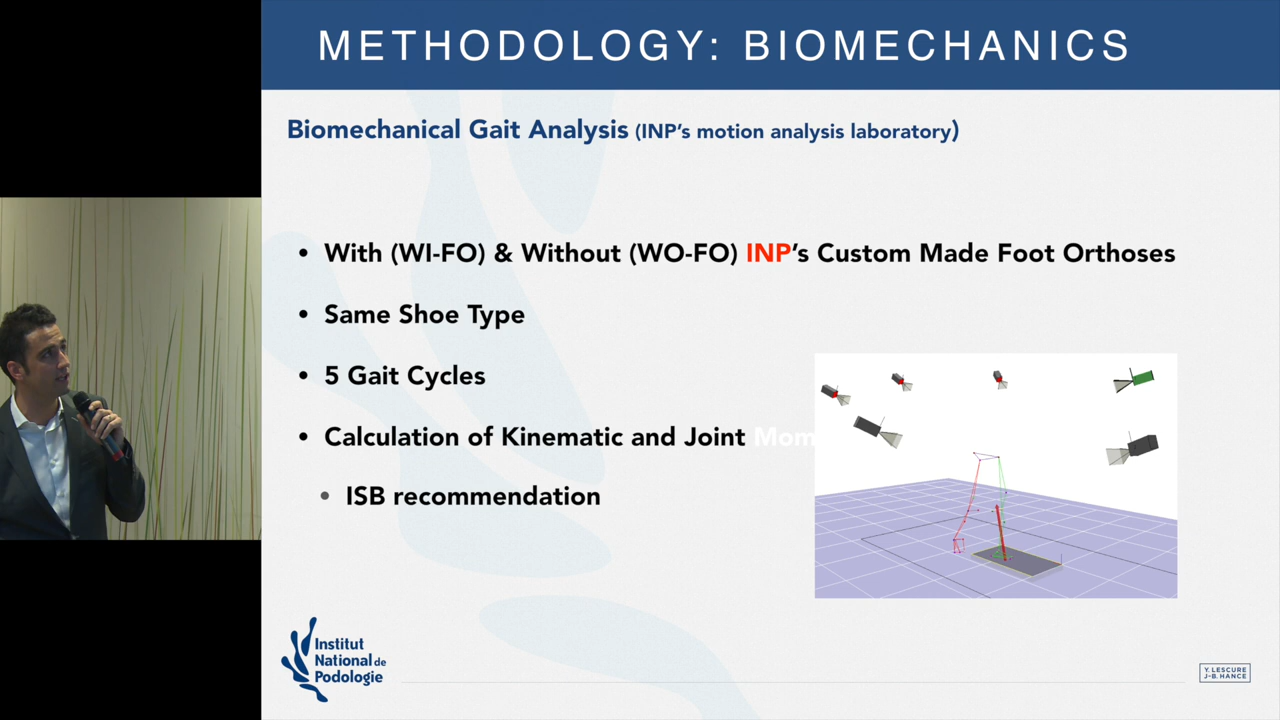 METHODOLOGY: BIOMECHANICS
Biomechanical Gait Analysis (INP's motion analysis laboratory)
• With (WI-FO) & Without (WO-FO) INP's Custom Made Foot Orthoses
• Same Shoe Type
• 5 Gait Cycles
• Calculation of Kinematic and Joint Mom
• ISB recommendation
Institut
National de
Podologie
Y. LESCURE
J-B. HANCE